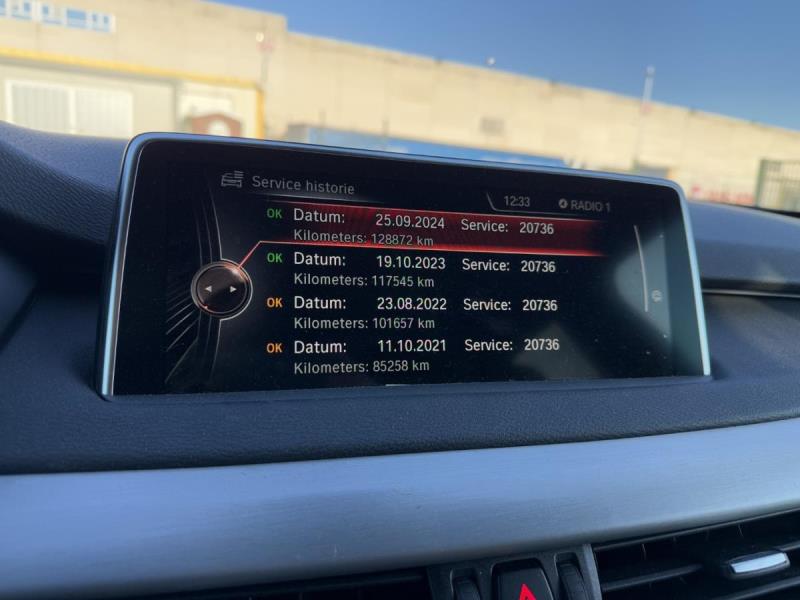 Service historie
12:33 RADIO 1
OK Datum: 25.09.2024 Service: 20736
Kilometers: 128872 km
OK Datum: 19.10.2023 Service: 20736
Kilometers: 117545 km
OK Datum: 23.08.2022 Service: 20736
Kilometers: 101657 km
OK Datum: 11.10.2021 Service: 20736
Kilometers: 85258 km